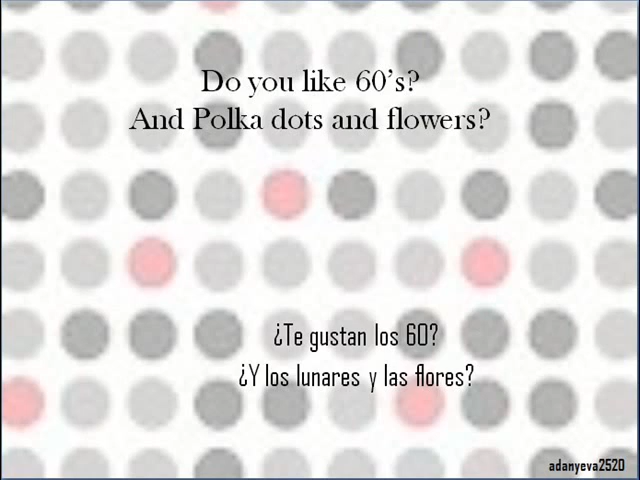 Do you like 60's?
And Polka dots and flowers?
¿Te gustan los 60?
¿Y los lunares y las flores?
adanyeva2520